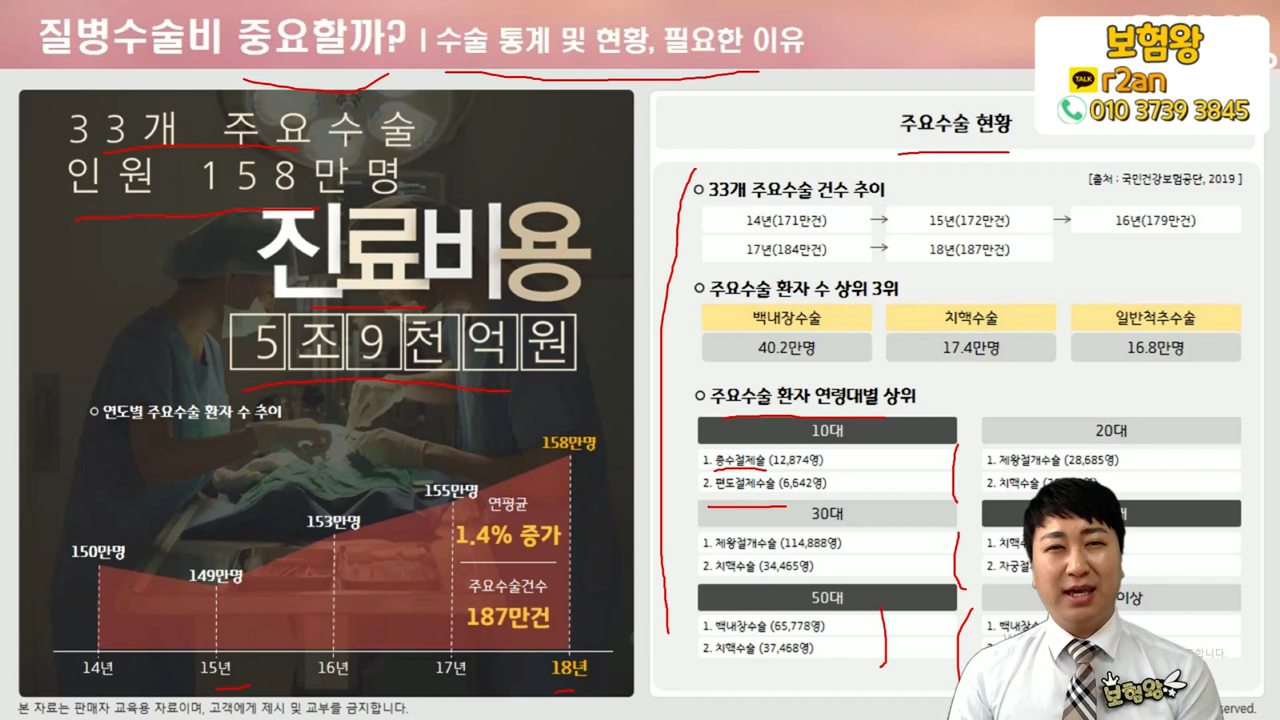 질병수술비 중요할까? | 수술 통계 및 현황, 필요한 이유
보험왕
TALK r2an
010 3739 3845
33개 주요수술
인원 158만명
진료비용
5조9천억원
연도별 주요수술 환자 수 추이
158만명
155만명
153만명
150만명
149만명
연평균
1.4% 증가
주요수술건수
187만건
14년 15년 16년 17년 18년
주요수술 현황
[출처 : 국민건강보험공단, 2019 ]
33개 주요수술 건수 추이
14년(171만건) → 15년(172만건) → 16년(179만건)
17년(184만건) → 18년(187만건)
주요수술 환자 수 상위 3위
백내장수술 치핵수술 일반척추수술
40.2만명 17.4만명 16.8만명
주요수술 환자 연령대별 상위
10대 20대
1. 충수절제술 (12,874명) 1. 제왕절개수술 (28,685명)
2. 편도절제수술 (6,642명) 2. 치핵수술
30대
1. 제왕절개수술 (114,888명) 1.
2. 치핵수술 (34,465명) 2.
50대 이상
1. 백내장수술 (65,778명) 1.
2. 치핵수술 (37,468명)
보험왕
본 자료는 판매자 교육용 자료이며, 고객에게 제시 및 교부를 금지합니다.